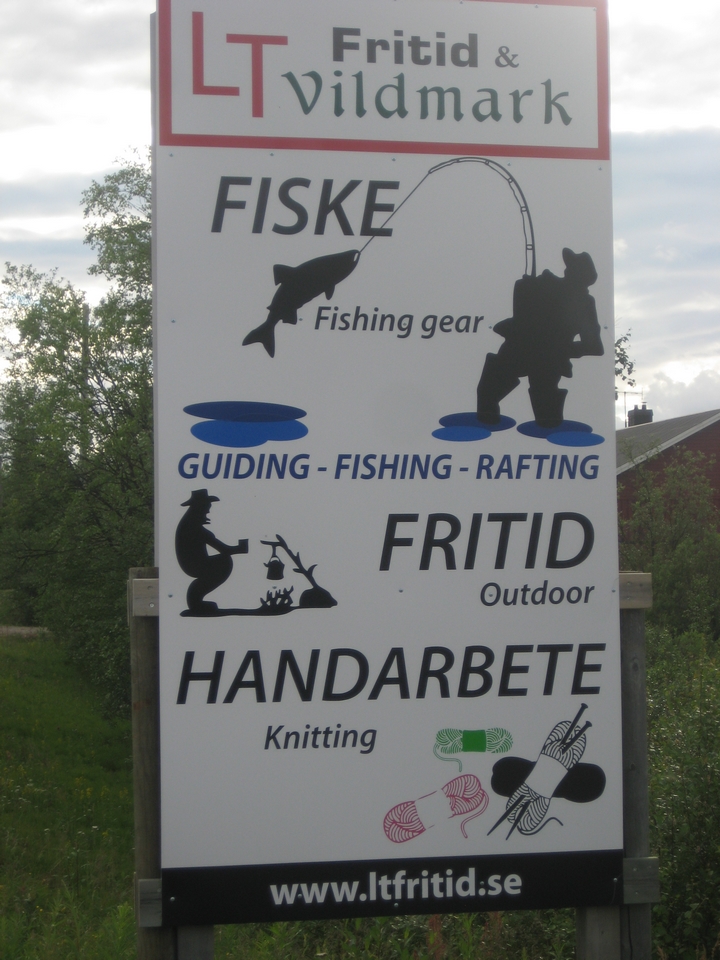 LT Fritid &
Vildmark
FISKE
Fishing gear
GUIDING - FISHING - RAFTING
FRITID
Outdoor
HANDARBETE
Knitting
www.ltfritid.se